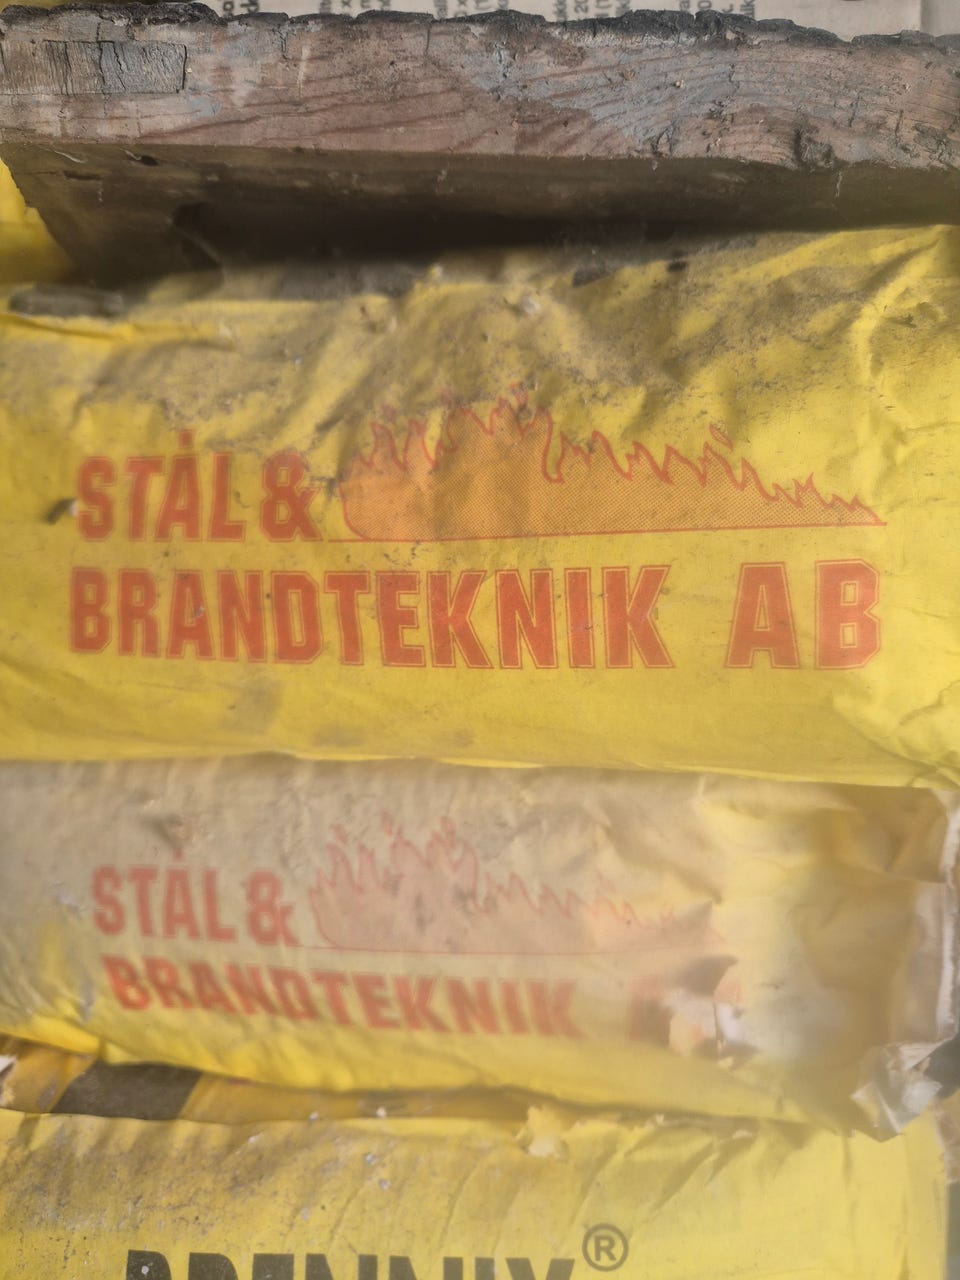 STÅL &
BRANDTEKNIK AB
STÅL &
BRANDTEKNIK
®